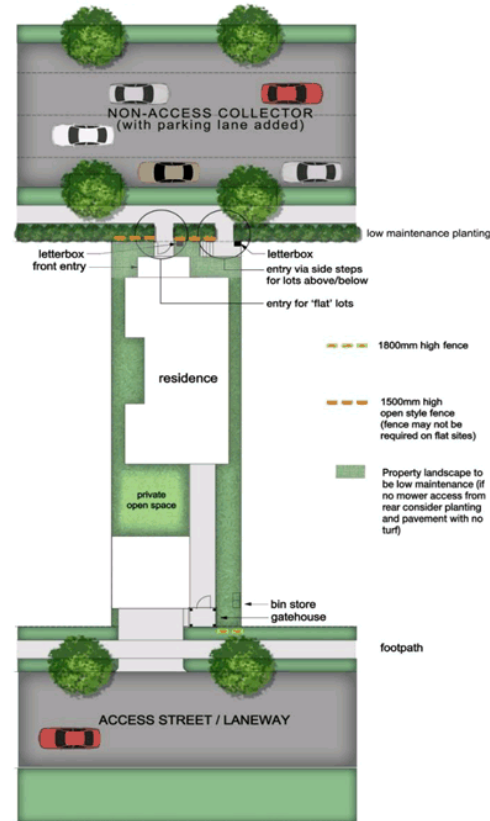 NON-ACCESS COLLECTOR
(with parking lane added)
low maintenance planting
letterbox
front entry
letterbox
entry via side steps
for lots above/below
entry for 'flat' lots
1800mm high fence
residence
1500mm high
open style fence
(fence may not be
required on flat sites)
Property landscape to
be low maintenance (if
no mower access from
rear consider planting
and pavement with no
turf)
private
open space
bin store
gatehouse
footpath
ACCESS STREET / LANEWAY